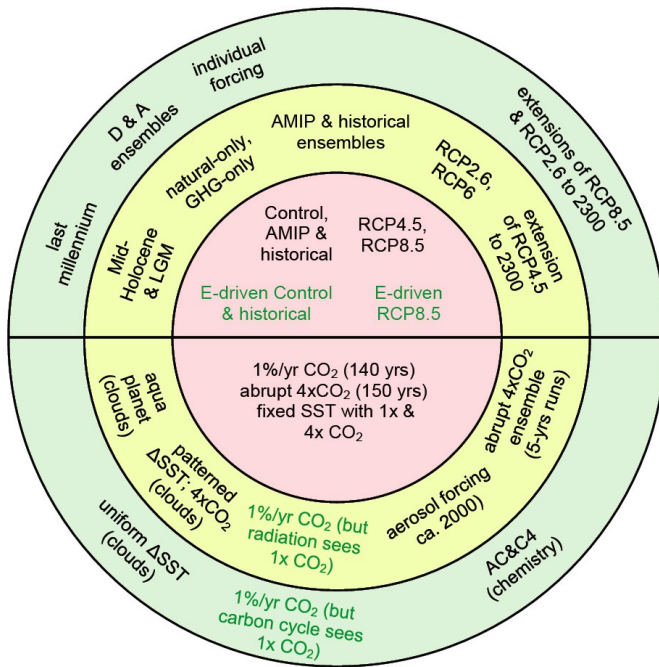 individual
forcing
D & A
ensembles
last
millennium
extensions of RCP8.5
& RCP2.6 to 2300
AMIP & historical
ensembles
natural-only,
GHG-only
Mid-
Holocene
& LGM
RCP2.6,
RCP6
extension
of RCP4.5
to 2300
Control,
AMIP &
historical
RCP4.5,
RCP8.5
E-driven Control
& historical
E-driven
RCP8.5
1%/yr CO₂ (140 yrs)
abrupt 4xCO₂ (150 yrs)
fixed SST with 1x &
4x CO₂
aqua
planet
(clouds)
patterned
ΔSST; 4xCO₂
(clouds)
1%/yr CO₂ (but
radiation sees
1x CO₂)
aerosol forcing
ca. 2000)
abrupt 4xCO₂
ensemble
(5-yrs runs)
uniform ΔSST
(clouds)
1%/yr CO₂ (but
carbon cycle sees
1x CO₂)
AC&C4
(chemistry)